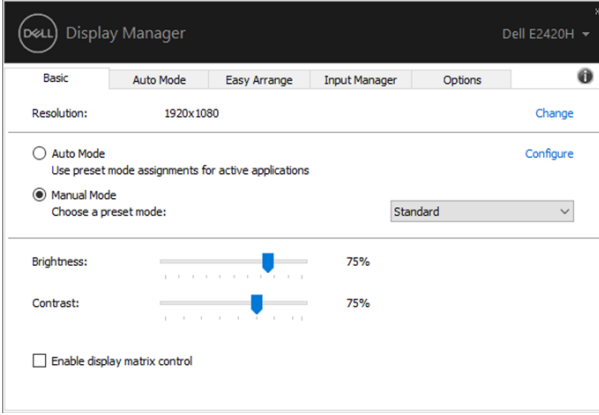 DELL Display Manager
Dell E2420H
Basic Auto Mode Easy Arrange Input Manager Options
Resolution: 1920x1080 Change
Auto Mode Configure
Use preset mode assignments for active applications
Manual Mode
Choose a preset mode: Standard
Brightness: 75%
Contrast: 75%
Enable display matrix control